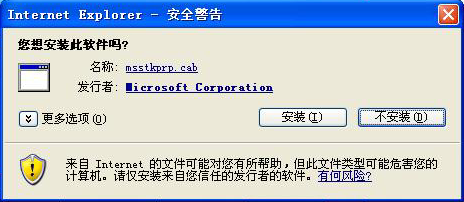 Internet Explorer - 安全警告
您想安装此软件吗?
名称: msstkprp.cab
发行者: Microsoft Corporation
更多选项(O)
安装(I)
不安装(D)
来自 Internet 的文件可能对您有所帮助,但此文件类型可能危害您的
计算机。请仅安装来自您信任的发行者的软件。有何风险?